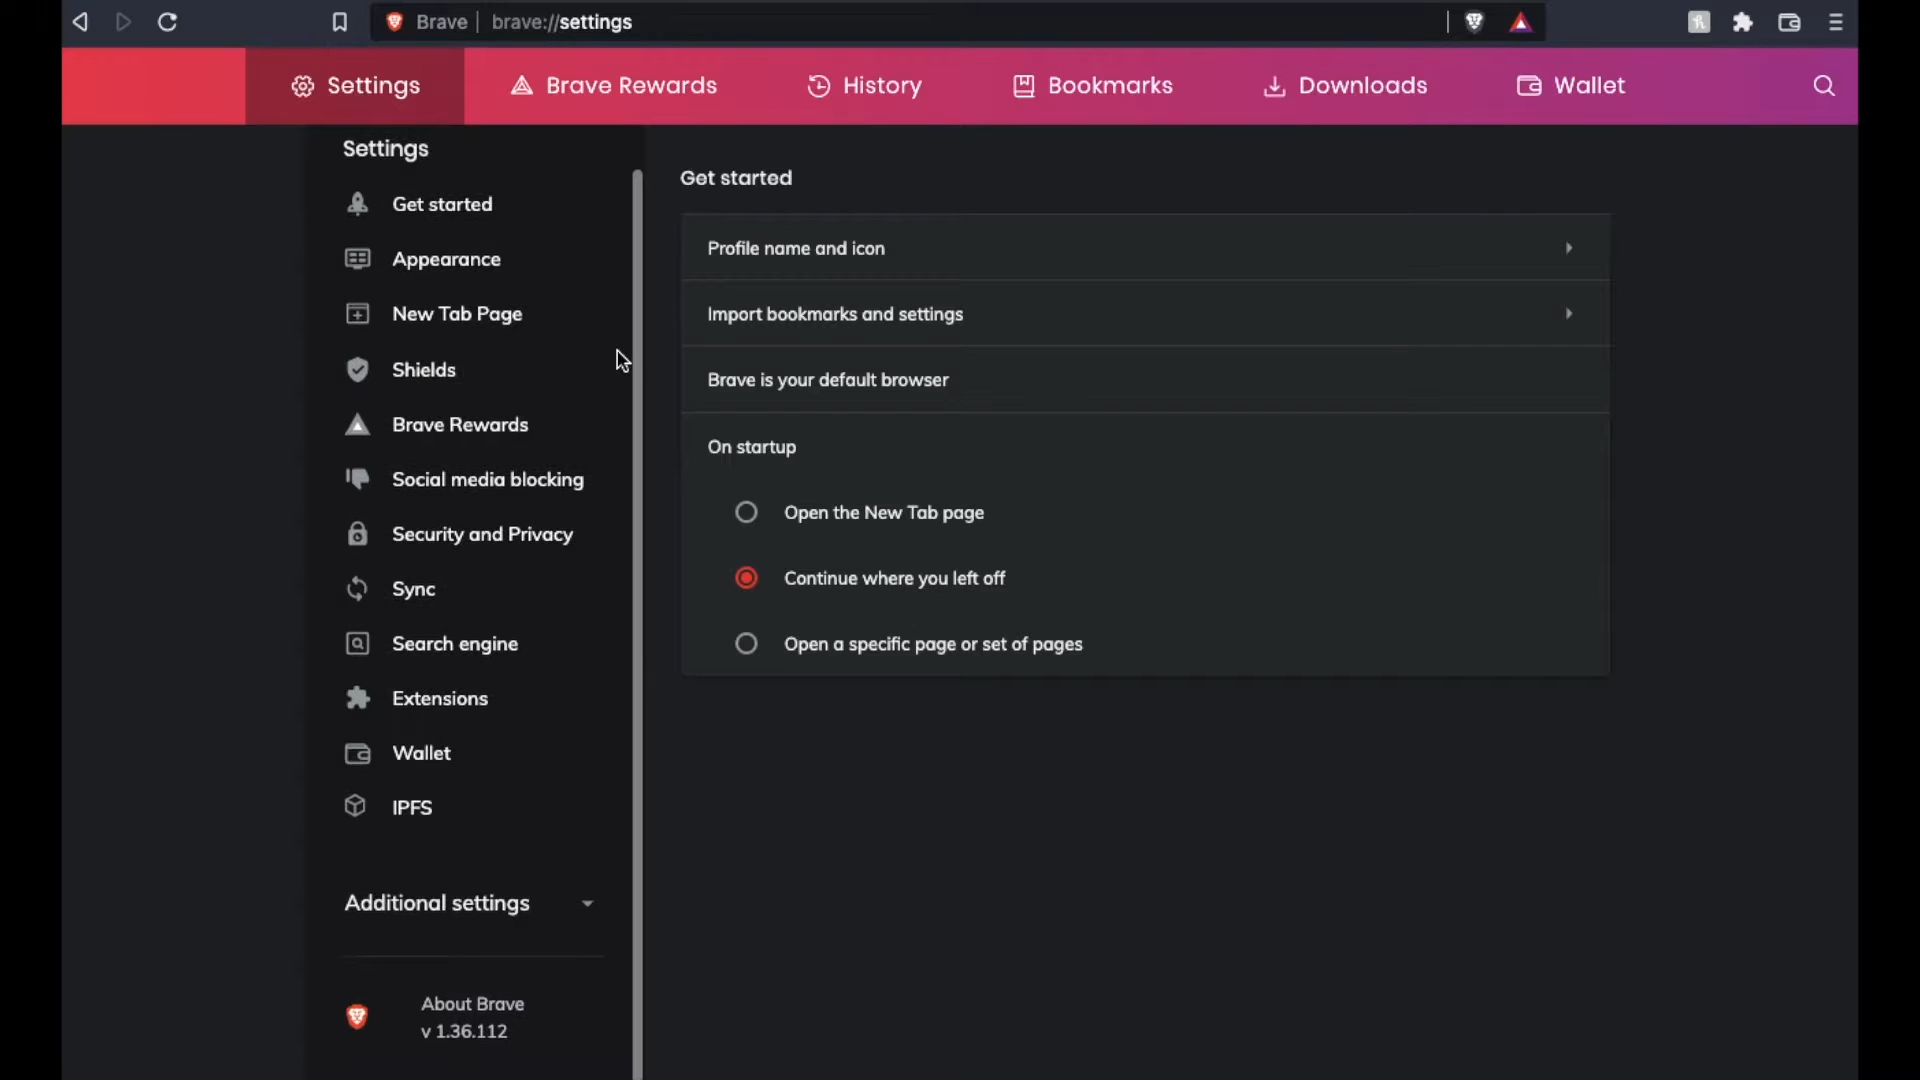 Brave | brave://settings
Settings
Brave Rewards
History
Bookmarks
Downloads
Wallet
Settings
Get started
Appearance
New Tab Page
Shields
Brave Rewards
Social media blocking
Security and Privacy
Sync
Search engine
Extensions
Wallet
IPFS
Additional settings
About Brave
v 1.36.112
Get started
Profile name and icon
Import bookmarks and settings
Brave is your default browser
On startup
Open the New Tab page
Continue where you left off
Open a specific page or set of pages